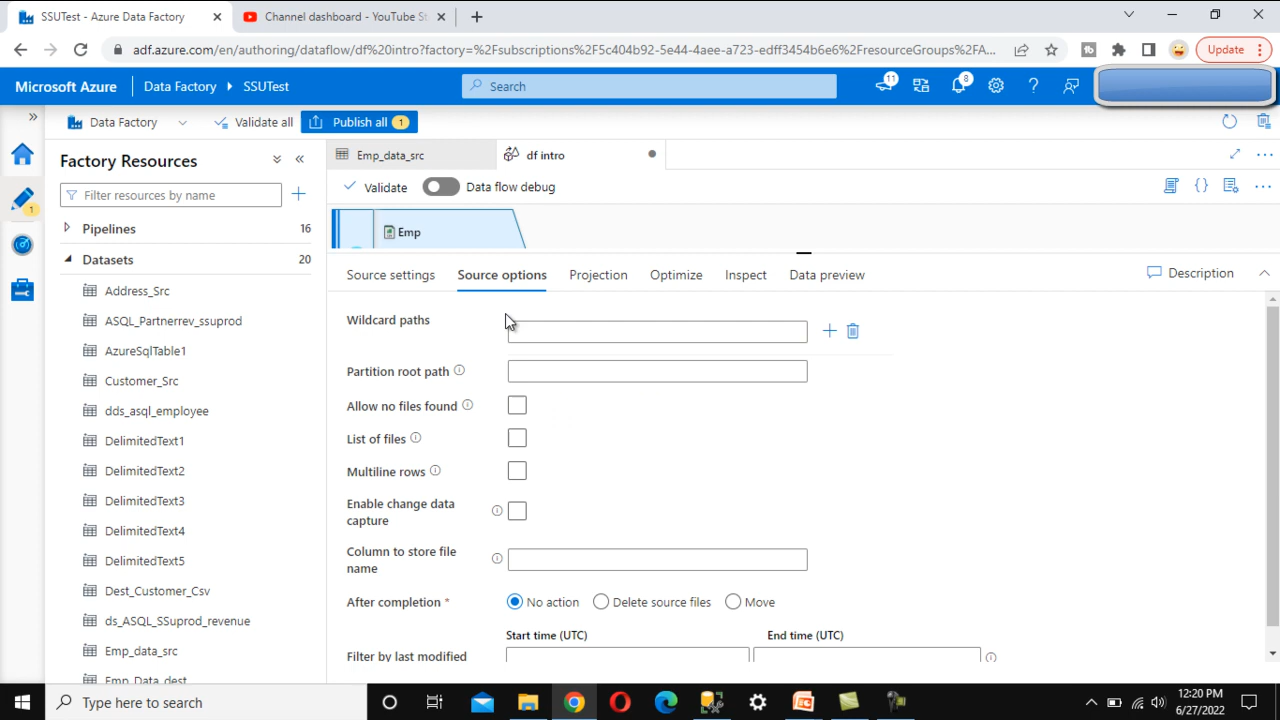 SSUTest - Azure Data Factory
Channel dashboard - YouTube St
adf.azure.com/en/authoring/dataflow/df%20intro?factory=%2Fsubscriptions%2F5c404b92-5e44-4aee-a723-edff3454b6e6%2FresourceGroups%2FA...
Update
Microsoft Azure
Data Factory
SSUTest
Search
11
8
Data Factory
Validate all
Publish all
1
Factory Resources
Emp_data_src
df intro
Filter resources by name
Validate
Data flow debug
1
Pipelines
16
Emp
Datasets
20
Source settings
Source options
Projection
Optimize
Inspect
Data preview
Description
Address_Src
ASQL_Partnerrev_ssuprod
AzureSqlTable1
Customer_Src
dds_asql_employee
DelimitedText1
DelimitedText2
DelimitedText3
DelimitedText4
DelimitedText5
Dest_Customer_Csv
ds_ASQL_SSuprod_revenue
Emp_data_src
Emp_Data_dest
Wildcard paths
Partition root path
Allow no files found
List of files
Multiline rows
Enable change data
capture
Column to store file
name
After completion *
No action
Delete source files
Move
Start time (UTC)
End time (UTC)
Filter by last modified
Type here to search
12:20 PM
6/27/2022